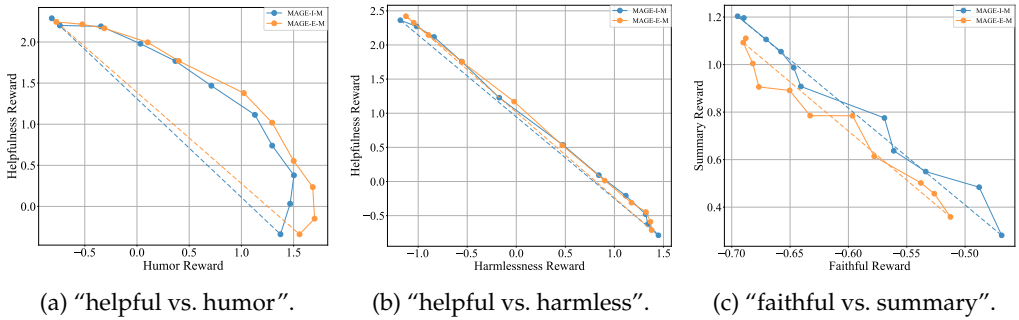 MAGE-I-M
MAGE-E-M
Helpfulness Reward
2.0
1.5
1.0
0.5
0.0
−0.5
0.0
0.5
1.0
1.5
Humor Reward
(a) “helpful vs. humor”.
MAGE-I-M
MAGE-E-M
Helpfulness Reward
2.5
2.0
1.5
1.0
0.5
0.0
−0.5
−1.0
−0.5
0.0
0.5
1.0
1.5
Harmlessness Reward
(b) “helpful vs. harmless”.
MAGE-I-M
MAGE-E-M
Summary Reward
1.2
1.0
0.8
0.6
0.4
−0.70
−0.65
−0.60
−0.55
−0.50
Faithful Reward
(c) “faithful vs. summary”.